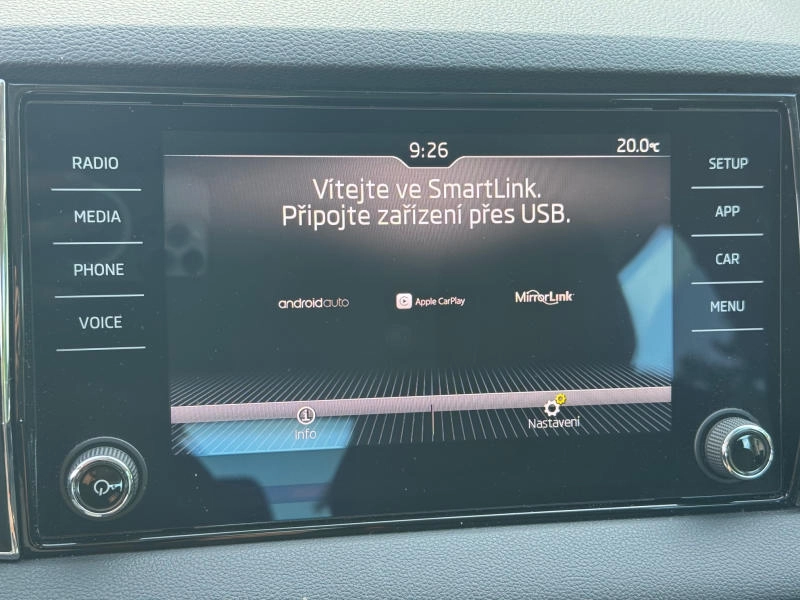 9:26
20.0°C
RADIO
MEDIA
PHONE
VOICE
Vítejte ve SmartLink.
Připojte zařízení přes USB.
androidauto
Apple CarPlay
MirrorLink
Info
Nastavení
SETUP
APP
CAR
MENU